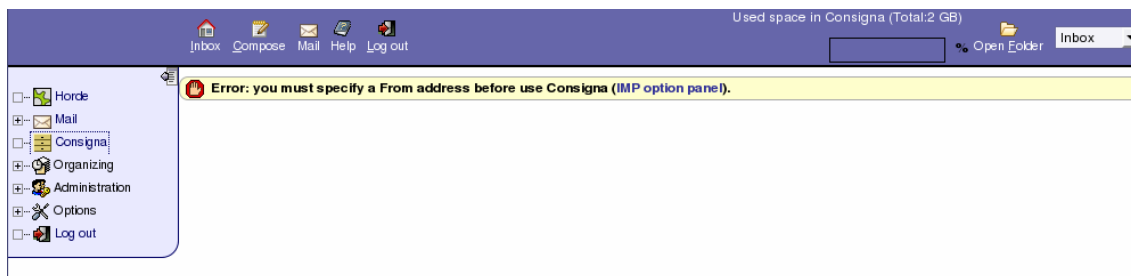 Used space in Consigna (Total:2 GB)
Inbox Compose Mail Help Log out
% Open Folder
Inbox
Error: you must specify a From address before use Consigna (IMP option panel).
Horde
Mail
Consigna
Organizing
Administration
Options
Log out